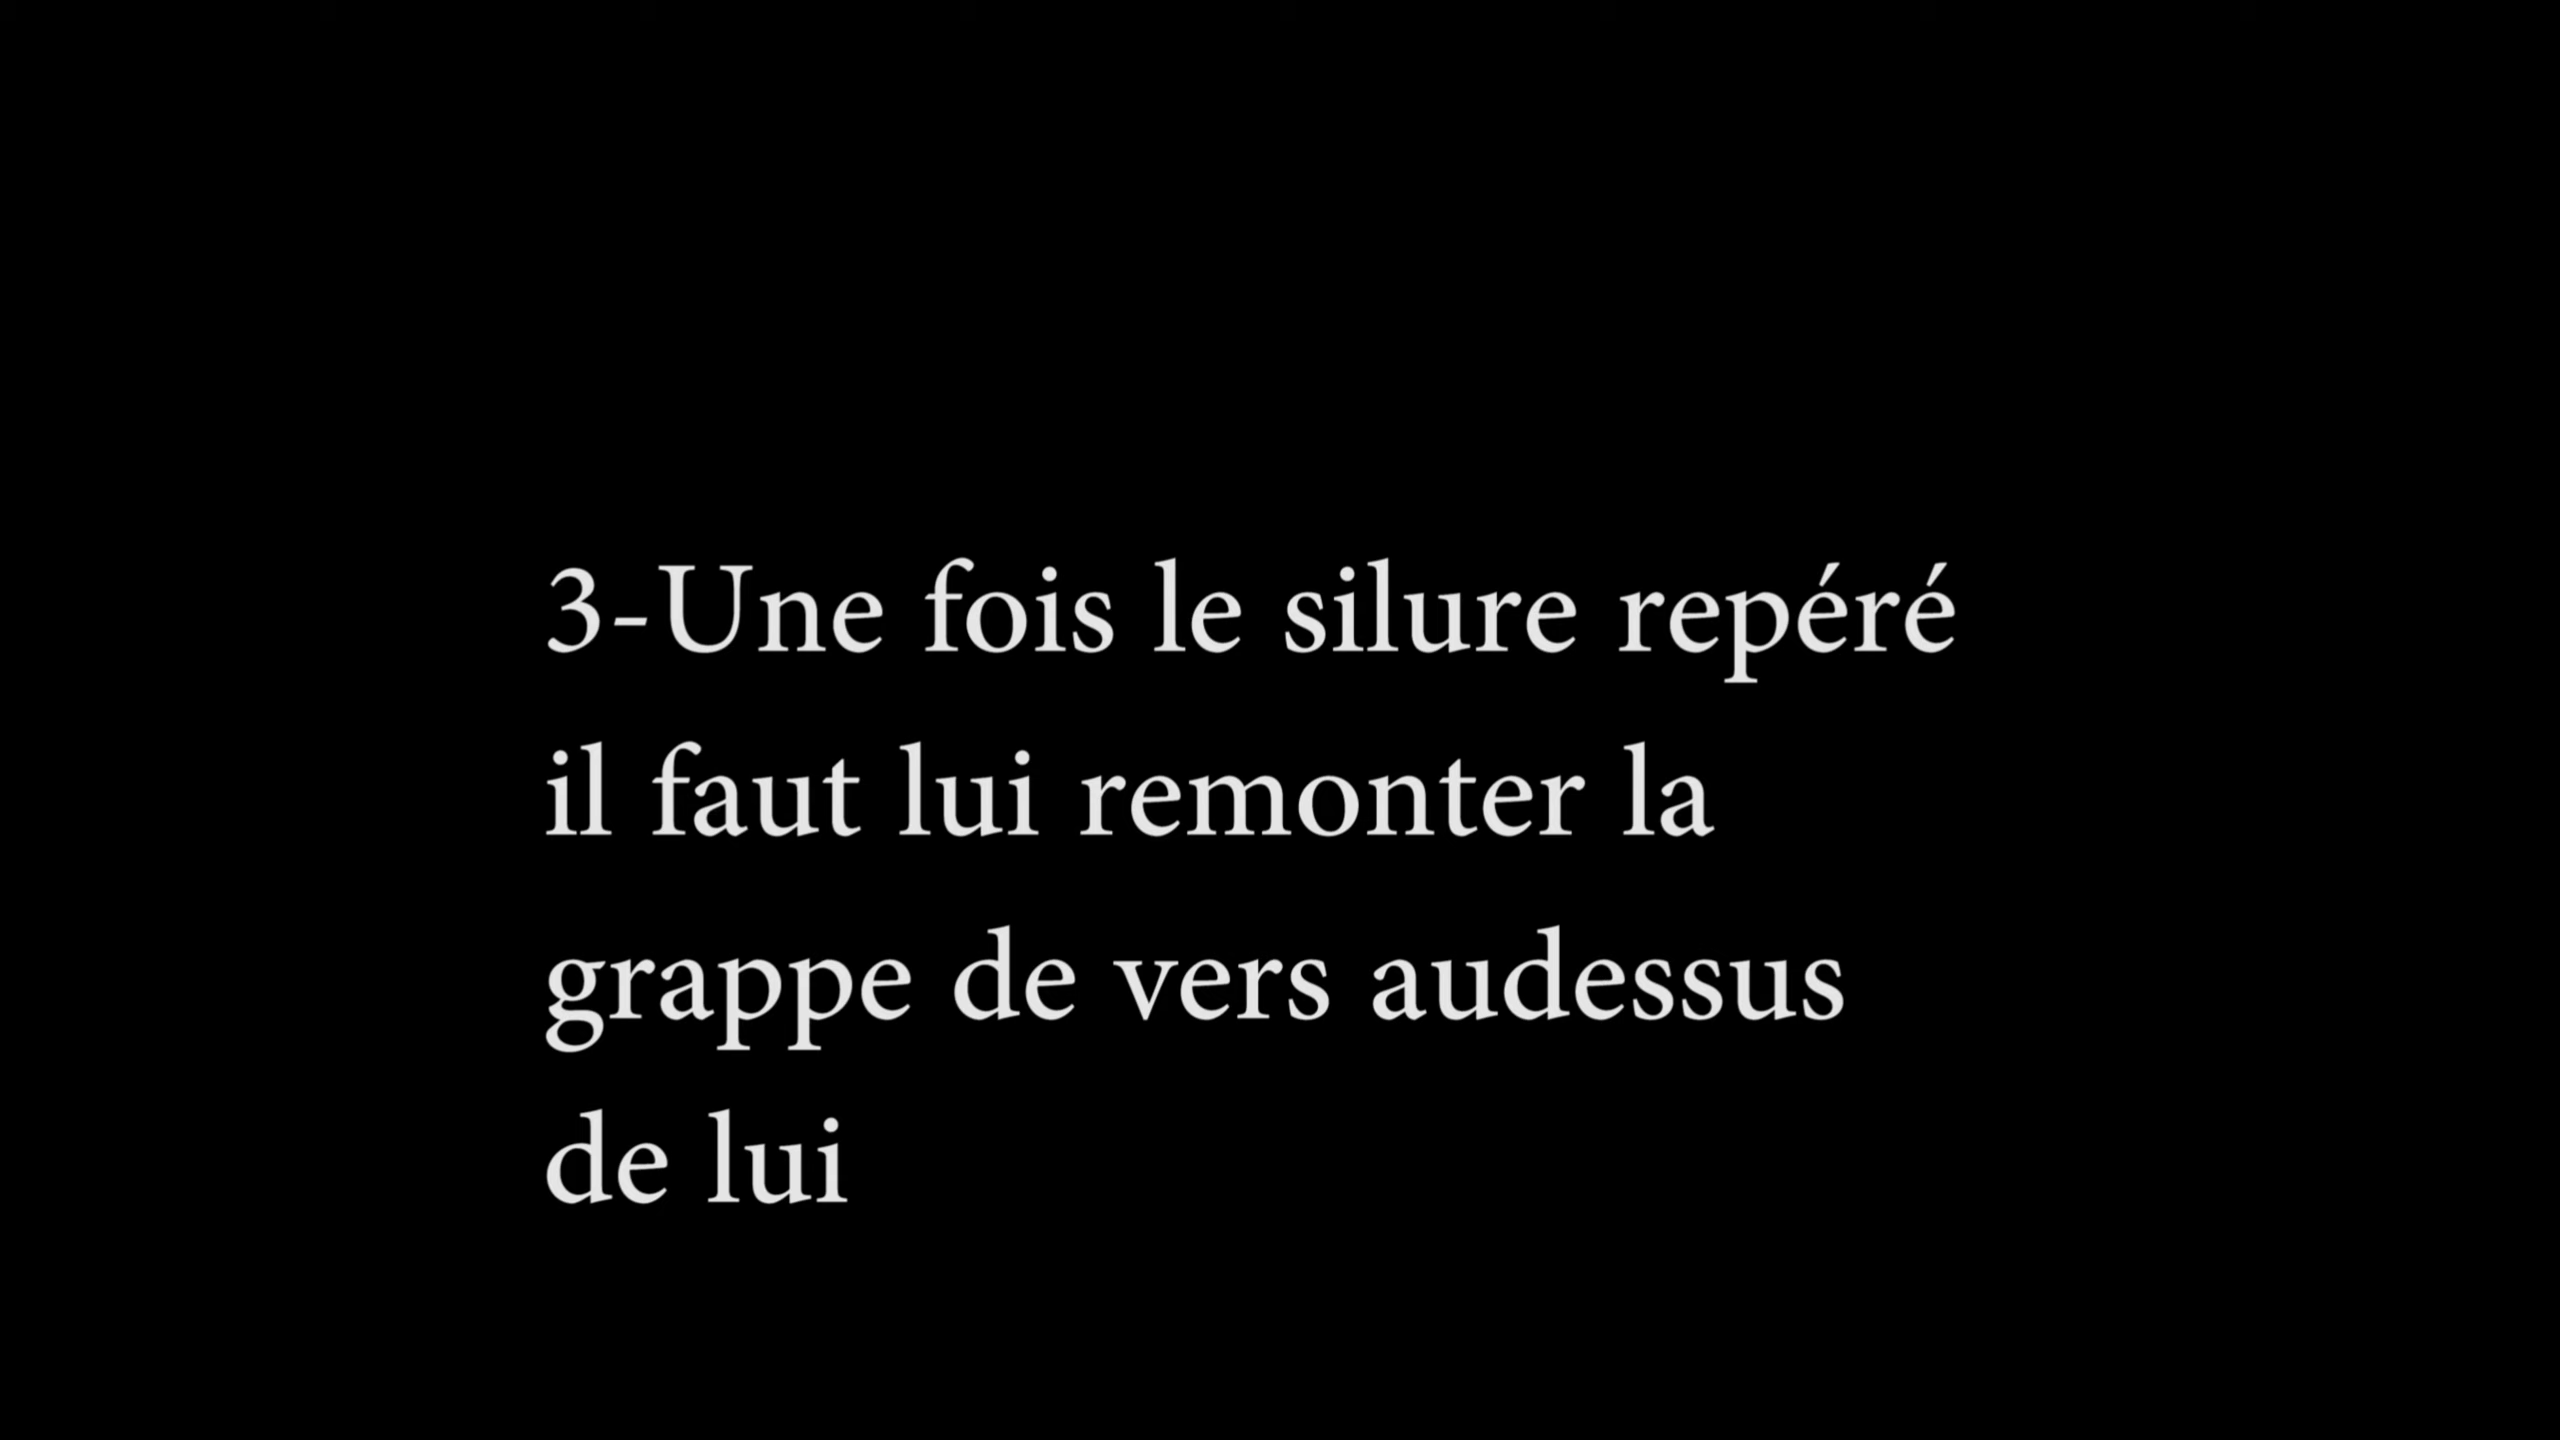 3-Une fois le silure repéré
il faut lui remonter la
grappe de vers audessus
de lui